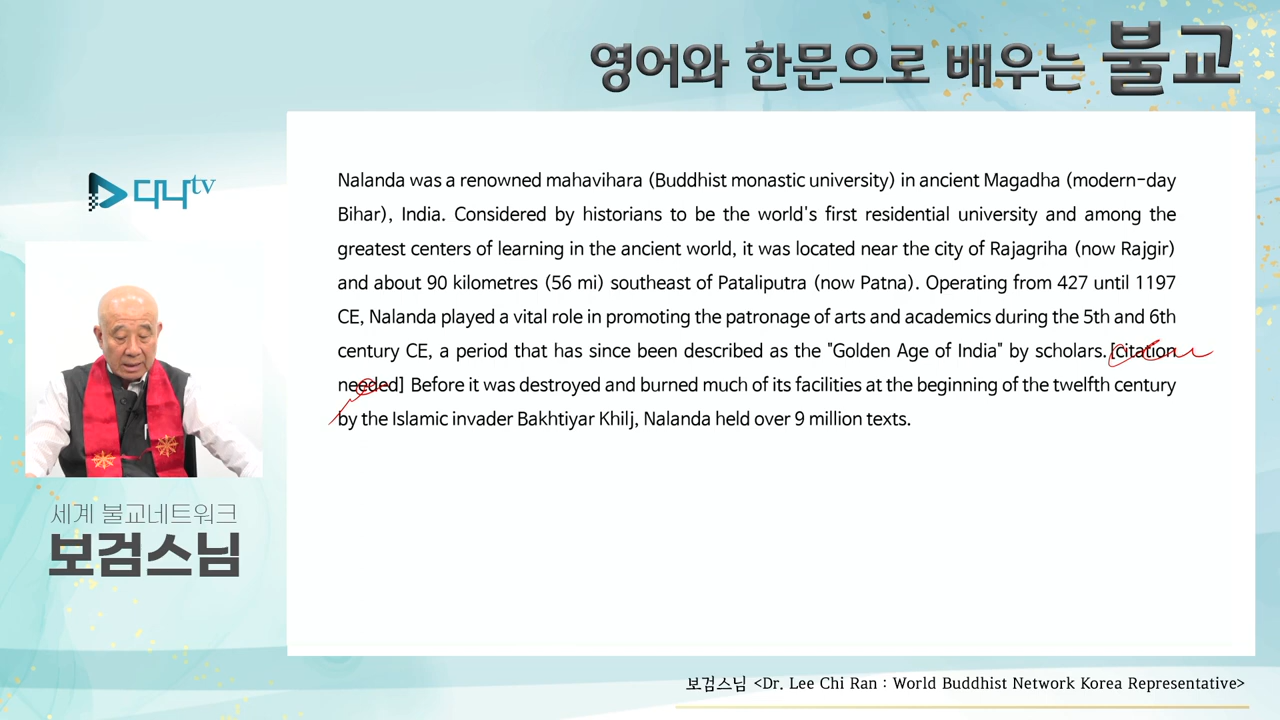 영어와 한문으로 배우는 불교
디나tv
Nalanda was a renowned mahavihara (Buddhist monastic university) in ancient Magadha (modern-day
Bihar), India. Considered by historians to be the world's first residential university and among the
greatest centers of learning in the ancient world, it was located near the city of Rajagriha (now Rajgir)
and about 90 kilometres (56 mi) southeast of Pataliputra (now Patna). Operating from 427 until 1197
CE, Nalanda played a vital role in promoting the patronage of arts and academics during the 5th and 6th
century CE, a period that has since been described as the "Golden Age of India" by scholars. [citation
needed] Before it was destroyed and burned much of its facilities at the beginning of the twelfth century
by the Islamic invader Bakhtiyar Khilj, Nalanda held over 9 million texts.
세계 불교네트워크
보검스님
보검스님 <Dr. Lee Chi Ran : World Buddhist Network Korea Representative>